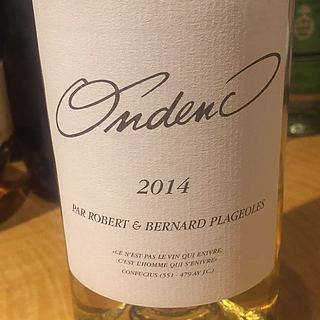 Ondenc
2014
PAR ROBERT & BERNARD PLAGEOLES
«CE N'EST PAS LE VIN QUI ENIVRE,
C'EST L'HOMME QUI S'ENIVRE»
CONFUCIUS (551 - 479 AV J.C.)